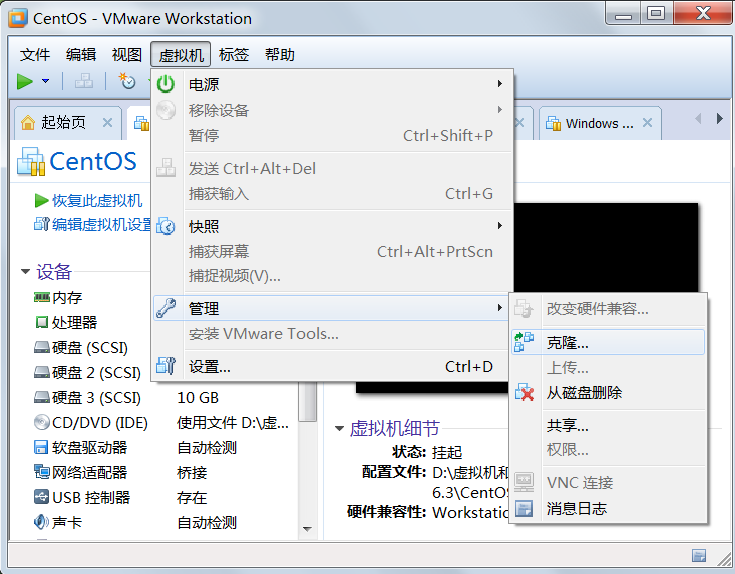 CentOS - VMware Workstation
文件 编辑 视图 虚拟机 标签 帮助
起始页 Windows ...
CentOS
恢复此虚拟机
编辑虚拟机设置
设备
内存
处理器
硬盘 (SCSI)
硬盘 2 (SCSI)
硬盘 3 (SCSI) 10 GB
CD/DVD (IDE) 使用文件 D:\虚...
软盘驱动器 自动检测
网络适配器 桥接
USB 控制器 存在
声卡 自动检测
电源
移除设备
暂停 Ctrl+Shift+P
发送 Ctrl+Alt+Del
捕获输入 Ctrl+G
快照
捕获屏幕 Ctrl+Alt+PrtScn
捕捉视频(V)...
管理
安装 VMware Tools...
设置... Ctrl+D
改变硬件兼容...
克隆...
上传...
从磁盘删除
共享...
权限...
VNC 连接
消息日志
虚拟机细节
状态: 挂起
配置文件: D:\虚拟机和
6.3\CentOS
硬件兼容性: Workstatio